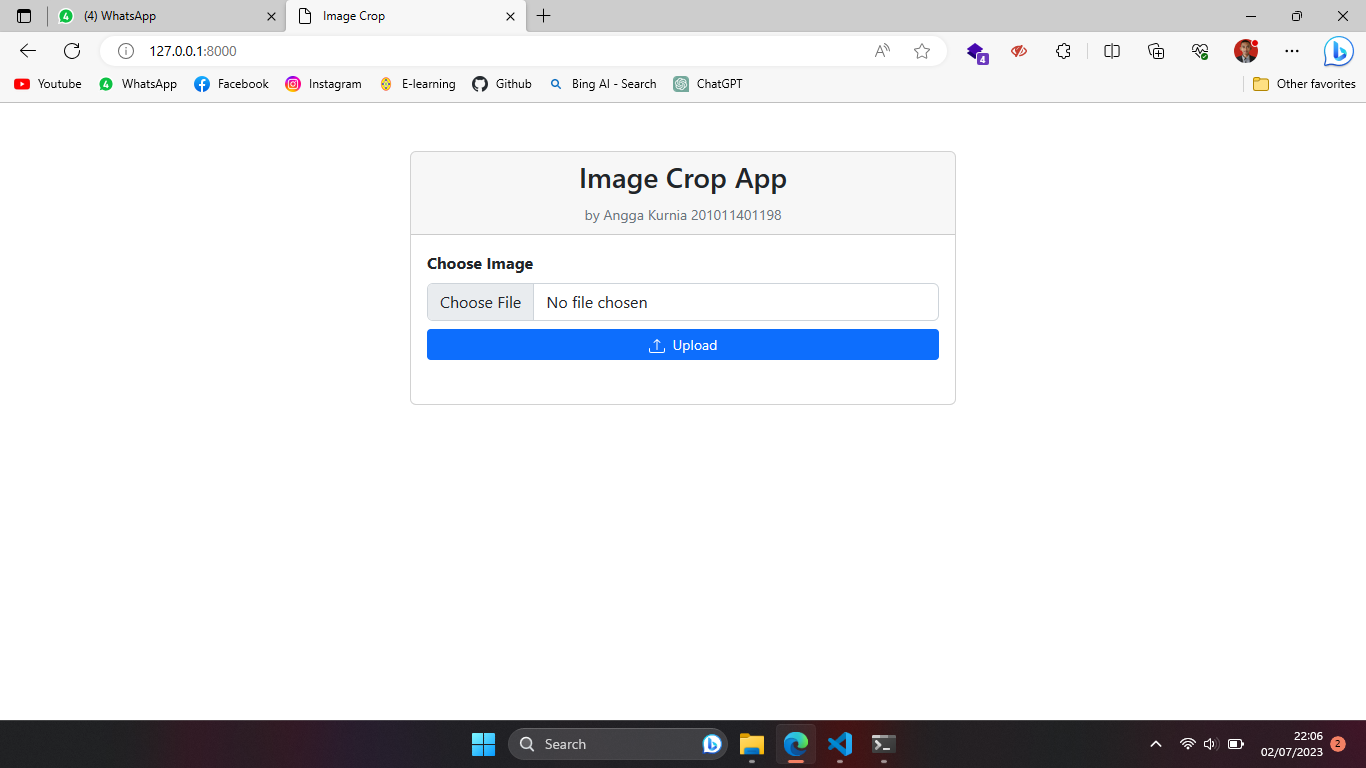 (4) WhatsApp
Image Crop
127.0.0.1:8000
Youtube
WhatsApp
Facebook
Instagram
E-learning
Github
Bing AI - Search
ChatGPT
Other favorites
4
Image Crop App
by Angga Kurnia 201011401198
Choose Image
Choose File No file chosen
Upload
Search
22:06
02/07/2023
2